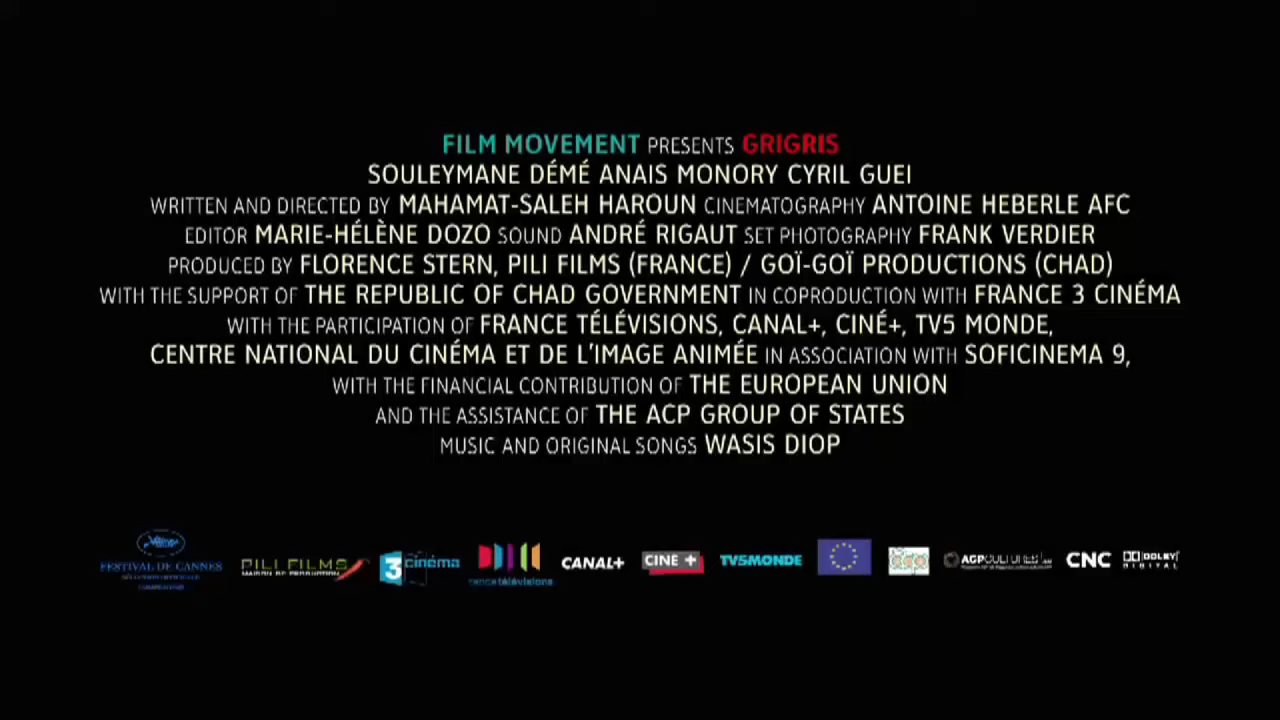 FILM MOVEMENT PRESENTS GRIGRIS
SOULEYMANE DÉMÉ ANAIS MONORY CYRIL GUEI
WRITTEN AND DIRECTED BY MAHAMAT-SALEH HAROUN CINEMATOGRAPHY ANTOINE HEBERLE AFC
EDITOR MARIE-HÉLÈNE DOZO SOUND ANDRÉ RIGAUT SET PHOTOGRAPHY FRANK VERDIER
PRODUCED BY FLORENCE STERN, PILI FILMS (FRANCE) / GOÏ-GOÏ PRODUCTIONS (CHAD)
WITH THE SUPPORT OF THE REPUBLIC OF CHAD GOVERNMENT IN COPRODUCTION WITH FRANCE 3 CINÉMA
WITH THE PARTICIPATION OF FRANCE TÉLÉVISIONS, CANAL+, CINÉ+, TV5 MONDE,
CENTRE NATIONAL DU CINÉMA ET DE L'IMAGE ANIMÉE IN ASSOCIATION WITH SOFICINEMA 9,
WITH THE FINANCIAL CONTRIBUTION OF THE EUROPEAN UNION
AND THE ASSISTANCE OF THE ACP GROUP OF STATES
MUSIC AND ORIGINAL SONGS WASIS DIOP
FESTIVAL DE CANNES
PILI FILMS
MAISON DE PRODUCTION
3 cinéma
rancetélévisions
CANAL+
CINE +
TV5MONDE
ACPCULTURES
CNC
DOLBY
DIGITAL